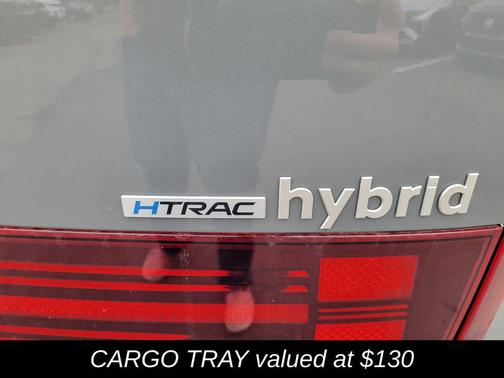 HTRAC hybrid
CARGO TRAY valued at $130